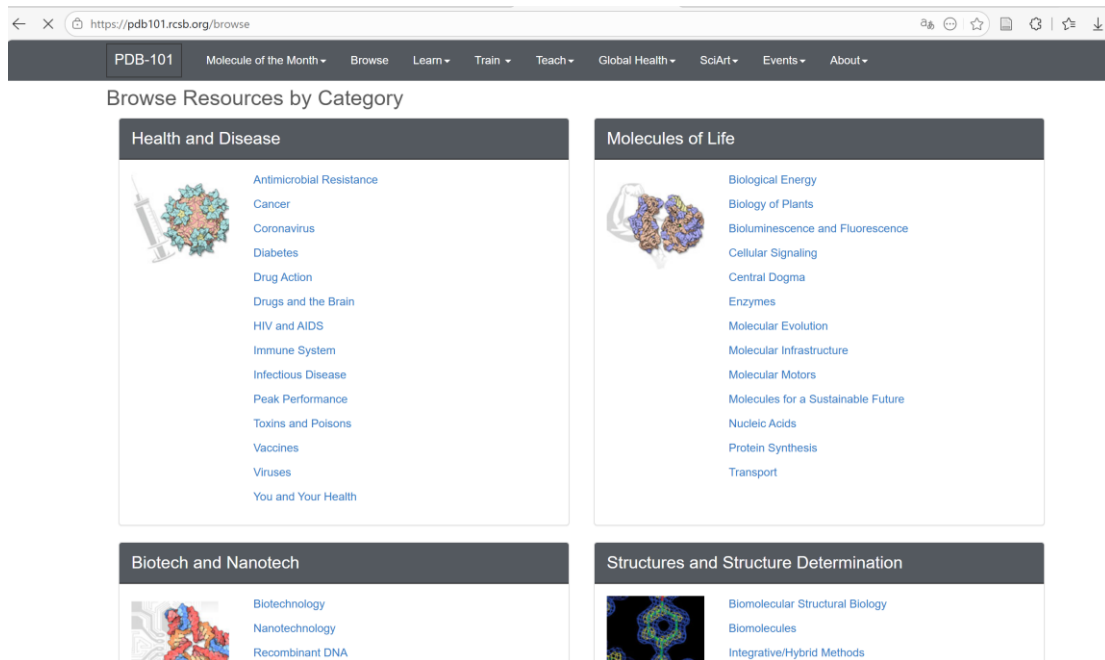 https://pdb101.rcsb.org/browse
PDB-101 Molecule of the Month Browse Learn Train Teach Global Health SciArt Events About
Browse Resources by Category
Health and Disease
Antimicrobial Resistance
Cancer
Coronavirus
Diabetes
Drug Action
Drugs and the Brain
HIV and AIDS
Immune System
Infectious Disease
Peak Performance
Toxins and Poisons
Vaccines
Viruses
You and Your Health
Molecules of Life
Biological Energy
Biology of Plants
Bioluminescence and Fluorescence
Cellular Signaling
Central Dogma
Enzymes
Molecular Evolution
Molecular Infrastructure
Molecular Motors
Molecules for a Sustainable Future
Nucleic Acids
Protein Synthesis
Transport
Biotech and Nanotech
Biotechnology
Nanotechnology
Recombinant DNA
Structures and Structure Determination
Biomolecular Structural Biology
Biomolecules
Integrative/Hybrid Methods